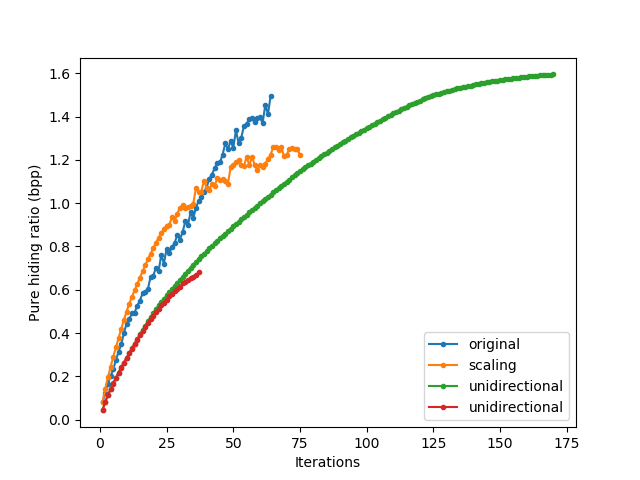 Pure hiding ratio (bpp)
1.6
1.4
1.2
1.0
0.8
0.6
0.4
0.2
0.0
original
scaling
unidirectional
unidirectional
0 25 50 75 100 125 150 175
Iterations